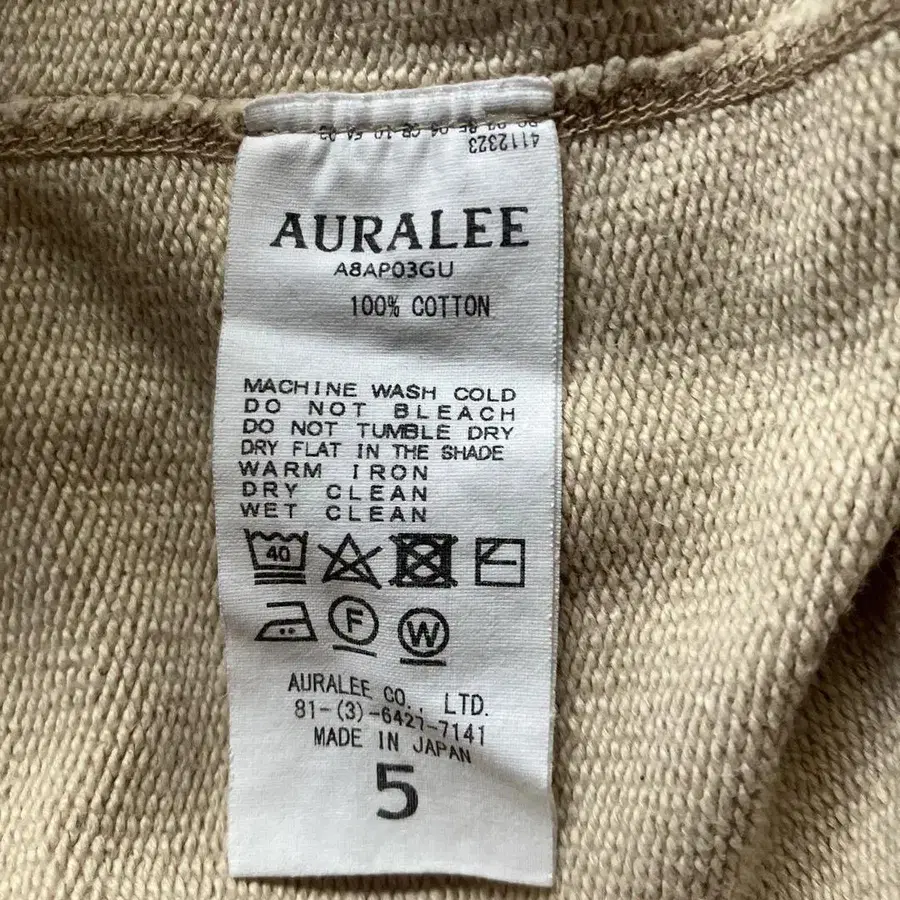 4112323
AURALEE
A8AP03GU
100% COTTON
MACHINE WASH COLD
DO NOT BLEACH
DO NOT TUMBLE DRY
DRY FLAT IN THE SHADE
WARM IRON
DRY CLEAN
WET CLEAN
40
F
W
AURALEE CO., LTD.
81-(3)-6427-7141
MADE IN JAPAN
5